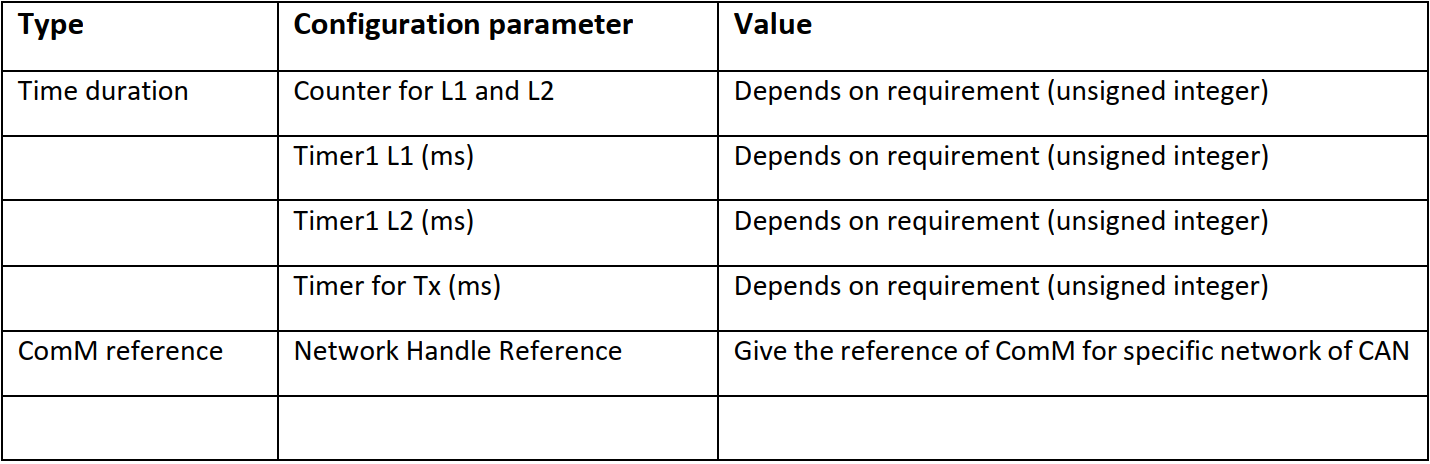 Type Configuration parameter Value
Time duration Counter for L1 and L2 Depends on requirement (unsigned integer)
Timer1 L1 (ms) Depends on requirement (unsigned integer)
Timer1 L2 (ms) Depends on requirement (unsigned integer)
Timer for Tx (ms) Depends on requirement (unsigned integer)
ComM reference Network Handle Reference Give the reference of ComM for specific network of CAN